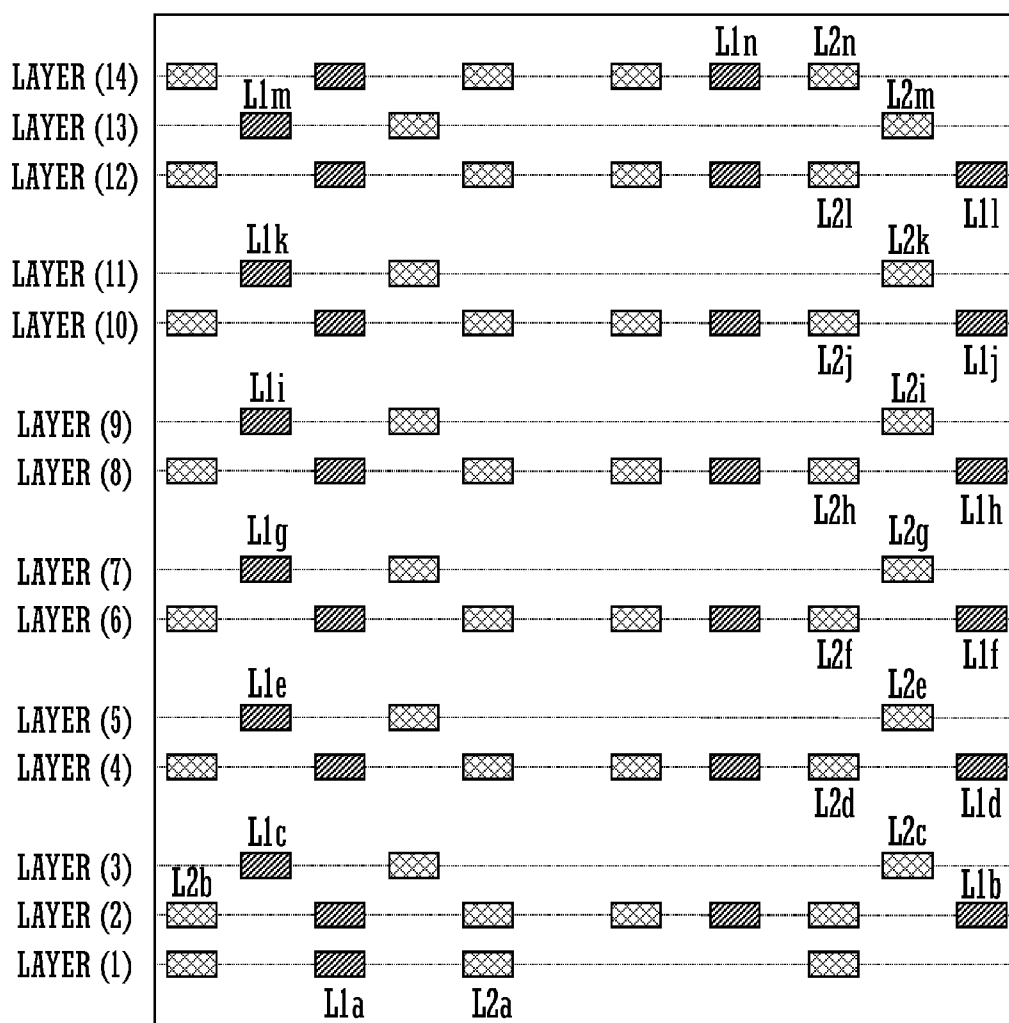 L1n L2n
LAYER (14)
L1m L2m
LAYER (13)
LAYER (12)
L2l L1l
L1k L2k
LAYER (11)
LAYER (10)
L2j L1j
L1i L2i
LAYER (9)
LAYER (8)
L2h L1h
L1g L2g
LAYER (7)
LAYER (6)
L2f L1f
L1e L2e
LAYER (5)
LAYER (4)
L2d L1d
L1c L2c
LAYER (3)
L2b L1b
LAYER (2)
LAYER (1)
L1a L2a